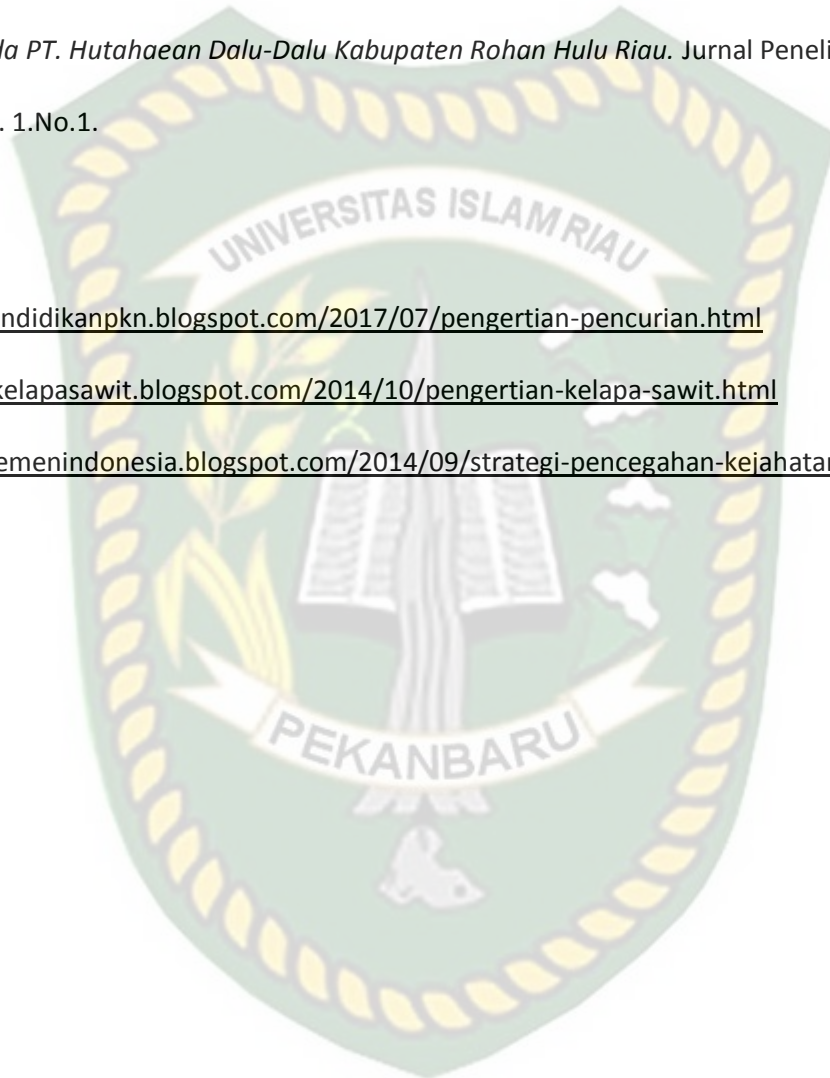 da PT. Hutahaean Dalu-Dalu Kabupaten Rohan Hulu Riau. Jurnal Peneli
. 1.No.1.
UNIVERSITAS ISLAM RIAU
ndidikanpkn.blogspot.com/2017/07/pengertian-pencurian.html
kelapasawit.blogspot.com/2014/10/pengertian-kelapa-sawit.html
emenindonesia.blogspot.com/2014/09/strategi-pencegahan-kejahatan
PEKANBARU